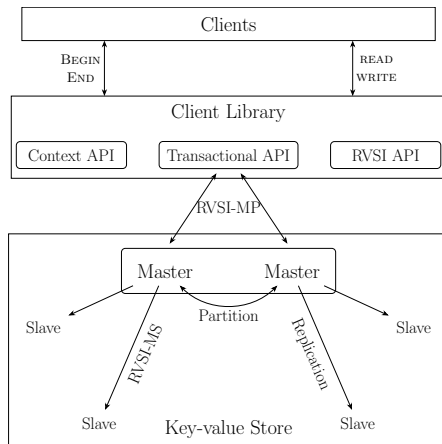 Clients
BEGIN
END
READ
WRITE
Client Library
Context API
Transactional API
RVSI API
RVSI-MP
Master
Master
Partition
Slave
Slave
RVSI-MS
Replication
Slave
Slave
Key-value Store